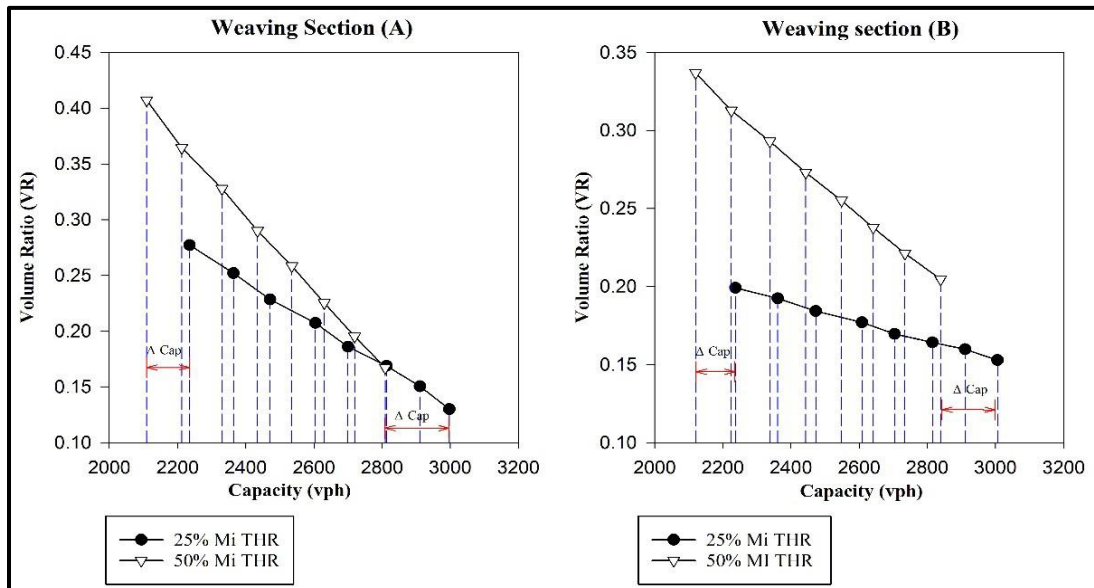 Weaving Section (A)
0.45
0.40
0.35
0.30
0.25
0.20
0.15
0.10
Volume Ratio (VR)
Δ Cap
Δ Cap
2000 2200 2400 2600 2800 3000 3200
Capacity (vph)
25% Mi THR
50% Mi THR
Weaving section (B)
0.35
0.30
0.25
0.20
0.15
0.10
Volume Ratio (VR)
Δ Cap
Δ Cap
2000 2200 2400 2600 2800 3000 3200
Capacity (vph)
25% Mi THR
50% MI THR